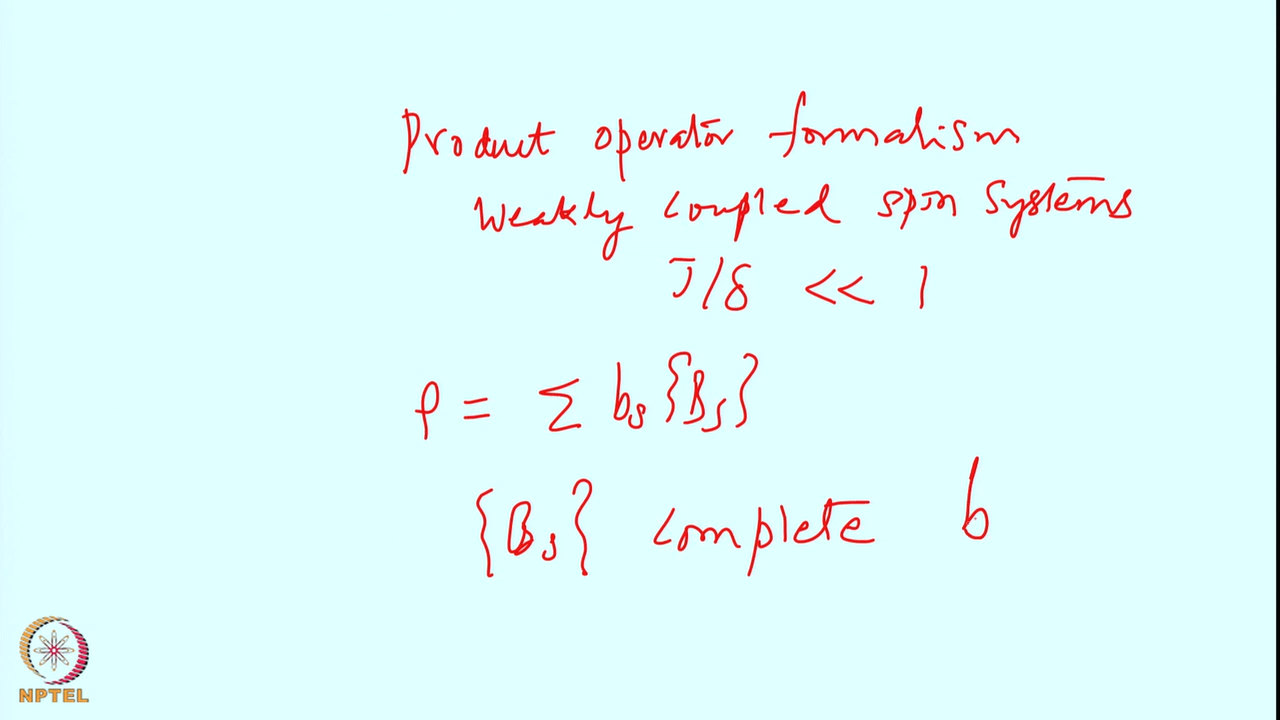 Product operator formalism
Weakly coupled spin systems
J/δ << 1
ρ = Σ bₛ {Bₛ}
{Bₛ} complete b
NPTEL